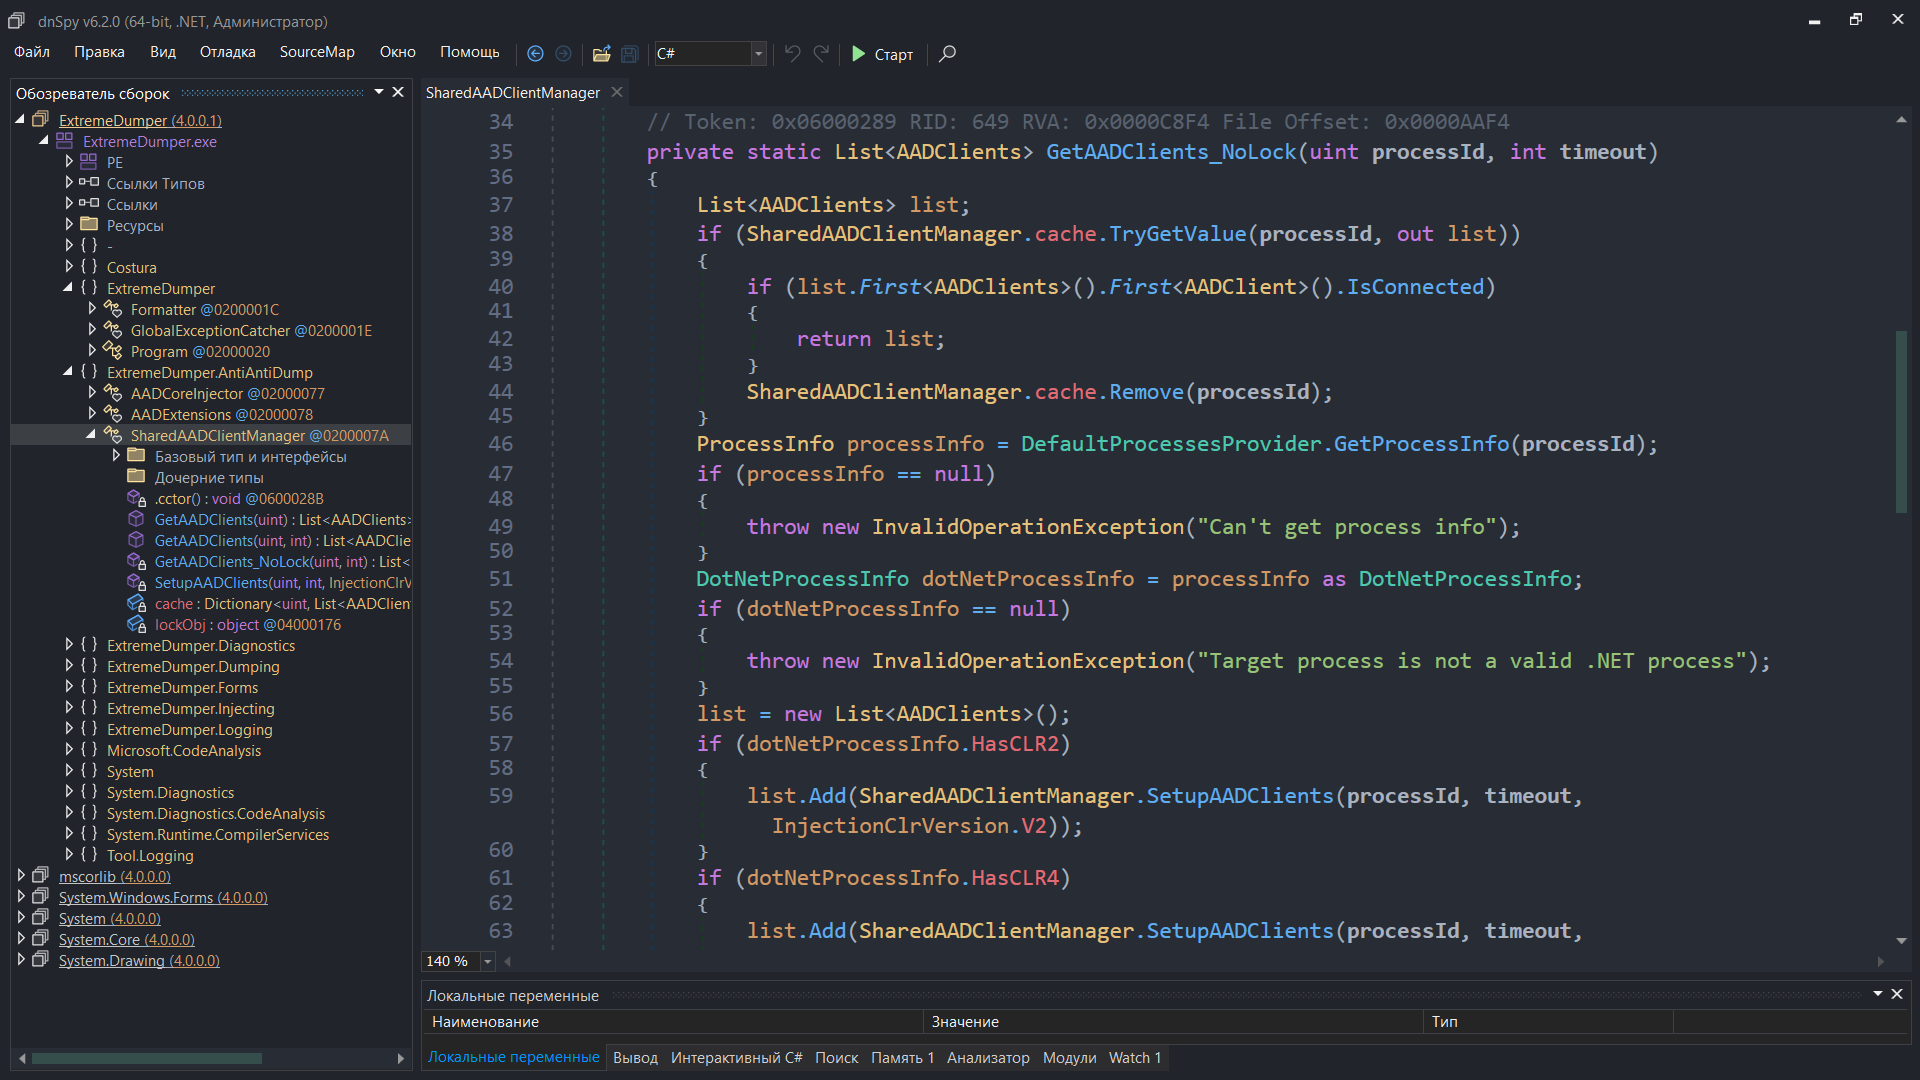 dnSpy v6.2.0 (64-bit, .NET, Администратор)
Файл Правка Вид Отладка SourceMap Окно Помощь C# Старт
Обозреватель сборок
ExtremeDumper (4.0.0.1)
ExtremeDumper.exe
PE
Ссылки Типов
Ссылки
Ресурсы
{ } -
{ } Costura
{ } ExtremeDumper
Formatter @0200001C
GlobalExceptionCatcher @0200001E
Program @02000020
{ } ExtremeDumper.AntiAntiDump
AADCoreInjector @02000077
AADExtensions @02000078
SharedAADClientManager @0200007A
Базовый тип и интерфейсы
Дочерние типы
.cctor() : void @0600028B
GetAADClients(uint) : List<AADClients>
GetAADClients(uint, int) : List<AADClie
GetAADClients_NoLock(uint, int) : List<
SetupAADClients(uint, int, InjectionClrV
cache : Dictionary<uint, List<AADClien
lockObj : object @04000176
{ } ExtremeDumper.Diagnostics
{ } ExtremeDumper.Dumping
{ } ExtremeDumper.Forms
{ } ExtremeDumper.Injecting
{ } ExtremeDumper.Logging
{ } Microsoft.CodeAnalysis
{ } System
{ } System.Diagnostics
{ } System.Diagnostics.CodeAnalysis
{ } System.Runtime.CompilerServices
{ } Tool.Logging
mscorlib (4.0.0.0)
System.Windows.Forms (4.0.0.0)
System (4.0.0.0)
System.Core (4.0.0.0)
System.Drawing (4.0.0.0)
SharedAADClientManager
34 // Token: 0x06000289 RID: 649 RVA: 0x0000C8F4 File Offset: 0x0000AAF4
35 private static List<AADClients> GetAADClients_NoLock(uint processId, int timeout)
36 {
37 List<AADClients> list;
38 if (SharedAADClientManager.cache.TryGetValue(processId, out list))
39 {
40 if (list.First<AADClients>().First<AADClient>().IsConnected)
41 {
42 return list;
43 }
44 SharedAADClientManager.cache.Remove(processId);
45 }
46 ProcessInfo processInfo = DefaultProcessesProvider.GetProcessInfo(processId);
47 if (processInfo == null)
48 {
49 throw new InvalidOperationException("Can't get process info");
50 }
51 DotNetProcessInfo dotNetProcessInfo = processInfo as DotNetProcessInfo;
52 if (dotNetProcessInfo == null)
53 {
54 throw new InvalidOperationException("Target process is not a valid .NET process");
55 }
56 list = new List<AADClients>();
57 if (dotNetProcessInfo.HasCLR2)
58 {
59 list.Add(SharedAADClientManager.SetupAADClients(processId, timeout,
InjectionClrVersion.V2));
60 }
61 if (dotNetProcessInfo.HasCLR4)
62 {
63 list.Add(SharedAADClientManager.SetupAADClients(processId, timeout,
140 %
Локальные переменные
Наименование Значение Тип
Локальные переменные Вывод Интерактивный C# Поиск Память 1 Анализатор Модули Watch 1